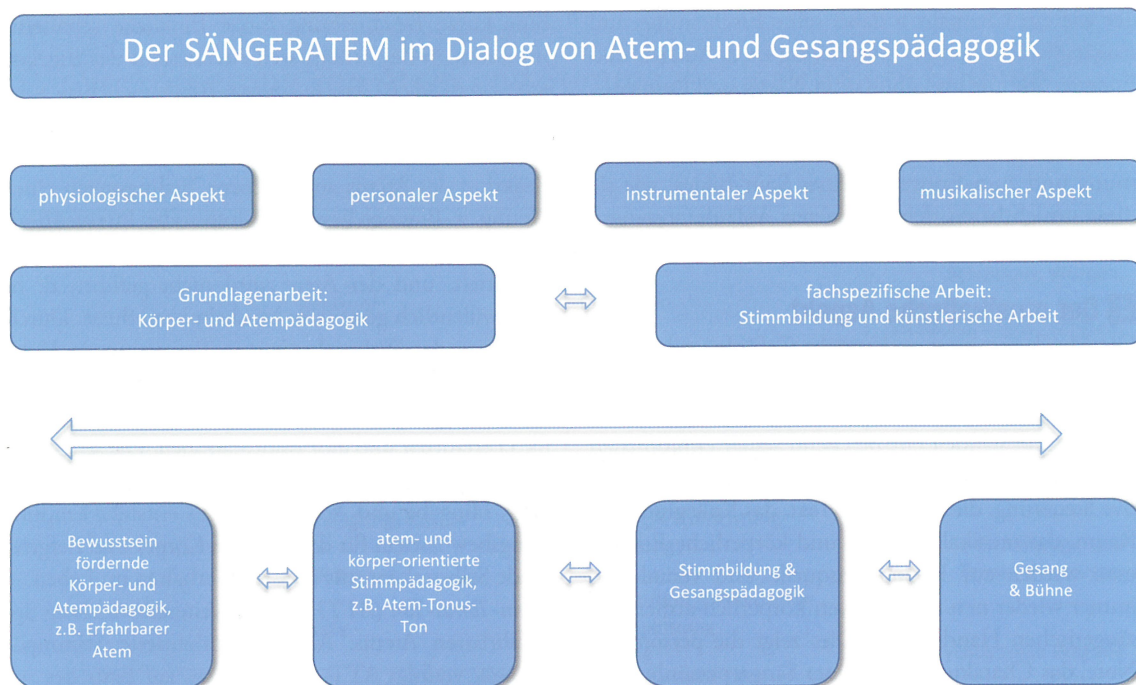 Der SÄNGERATEM im Dialog von Atem- und Gesangspädagogik
physiologischer Aspekt
personaler Aspekt
instrumentaler Aspekt
musikalischer Aspekt
Grundlagenarbeit:
Körper- und Atempädagogik
fachspezifische Arbeit:
Stimmbildung und künstlerische Arbeit
Bewusstsein
fördernde
Körper- und
Atempädagogik,
z.B. Erfahrbarer
Atem
atem- und
körper-orientierte
Stimmpädagogik,
z.B. Atem-Tonus-
Ton
Stimmbildung &
Gesangspädagogik
Gesang
& Bühne